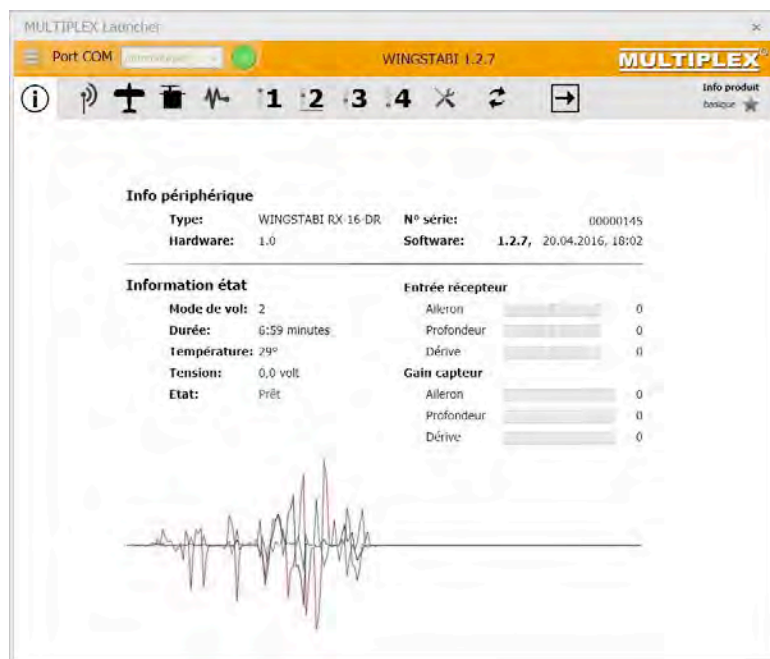 MULTIPLEX Launcher
Port COM
WINGSTABI 1.2.7
MULTIPLEX®
1 2 3 4
Info produit
basique
Info périphérique
Type: WINGSTABI RX-16-DR N° série: 00000145
Hardware: 1.0 Software: 1.2.7, 20.04.2016, 18:02
Information état
Entrée récepteur
Mode de vol: 2 Aileron 0
Durée: 6:59 minutes Profondeur 0
Température: 29° Dérive 0
Tension: 0,0 volt Gain capteur
Etat: Prêt Aileron 0
Profondeur 0
Dérive 0